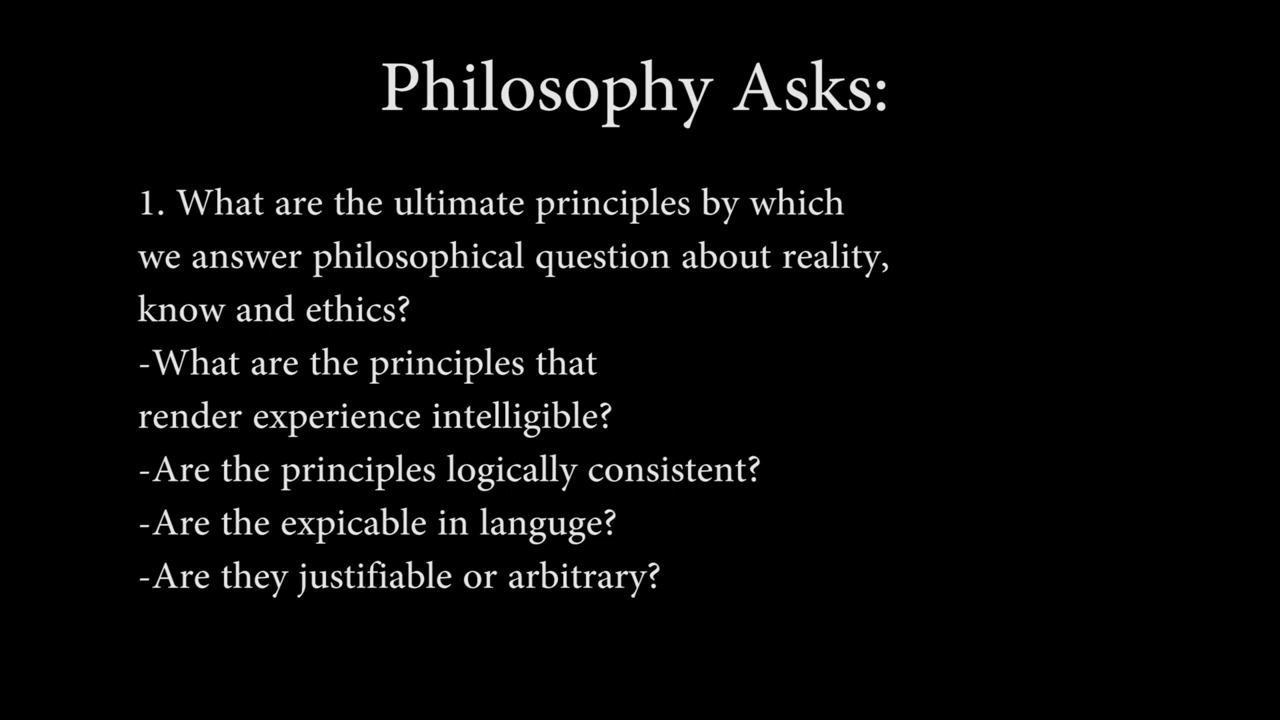 Philosophy Asks:
1. What are the ultimate principles by which
we answer philosophical question about reality,
know and ethics?
-What are the principles that
render experience intelligible?
-Are the principles logically consistent?
-Are the expicable in languge?
-Are they justifiable or arbitrary?